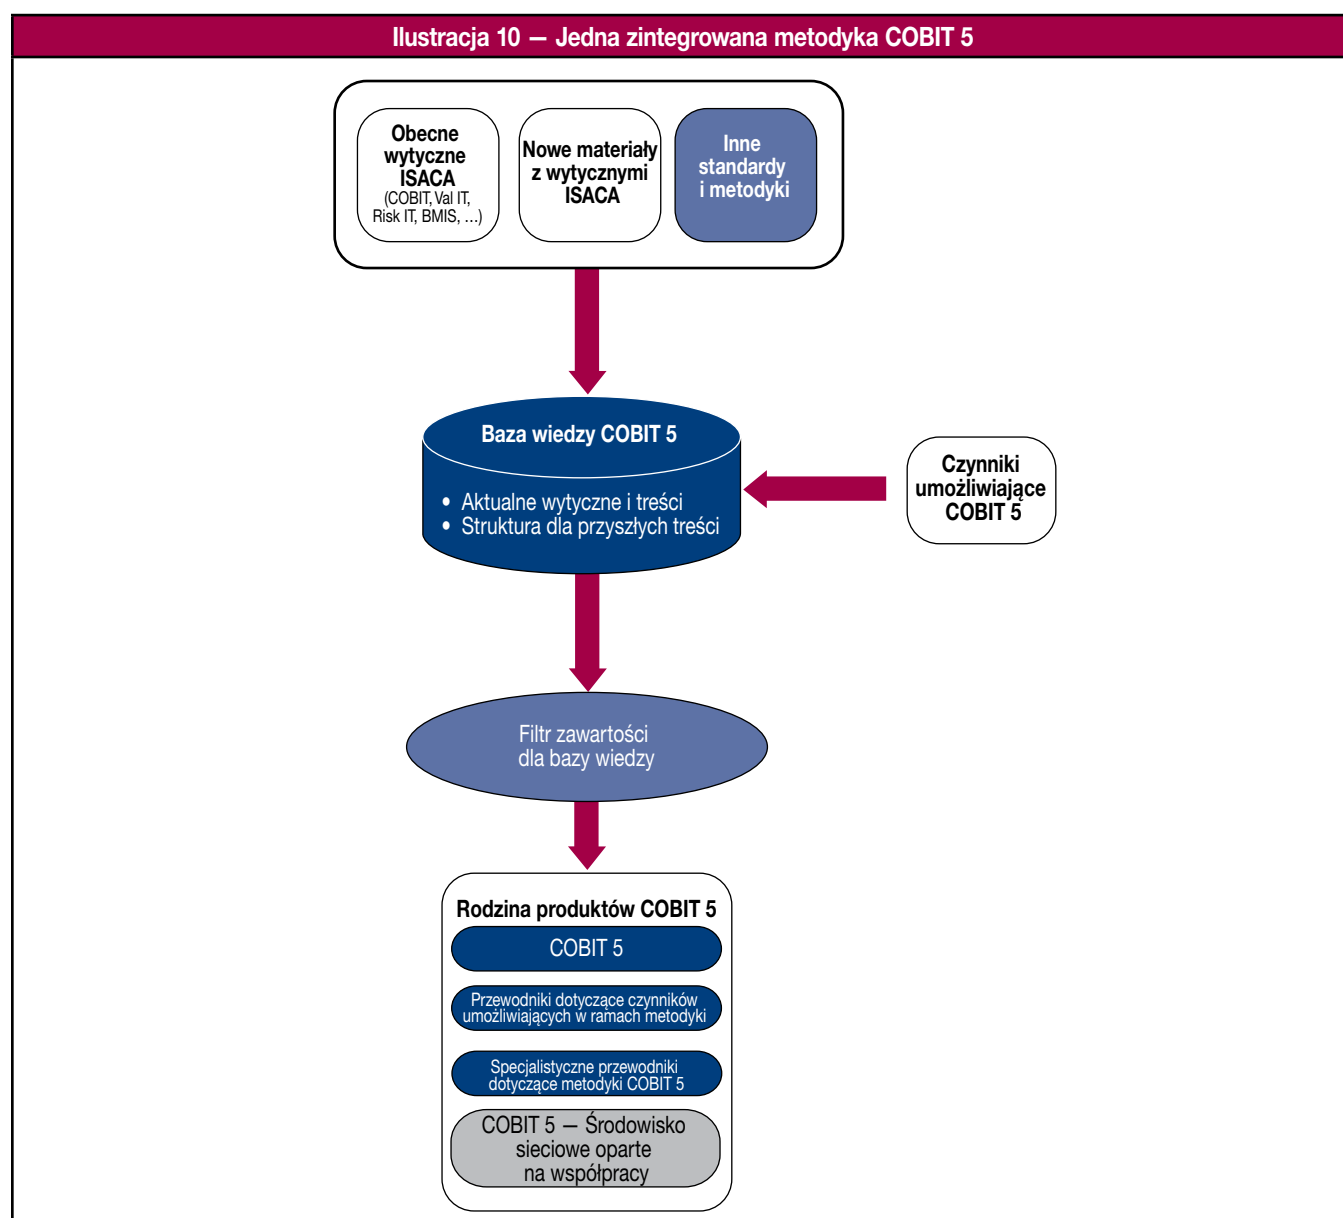 Ilustracja 10 — Jedna zintegrowana metodyka COBIT 5
Obecne
wytyczne
ISACA
(COBIT, Val IT,
Risk IT, BMIS, ...)
Nowe materiały
z wytycznymi
ISACA
Inne
standardy
i metodyki
Baza wiedzy COBIT 5
• Aktualne wytyczne i treści
• Struktura dla przyszłych treści
Czynniki
umożliwiające
COBIT 5
Filtr zawartości
dla bazy wiedzy
Rodzina produktów COBIT 5
COBIT 5
Przewodniki dotyczące czynników
umożliwiających w ramach metodyki
Specjalistyczne przewodniki
dotyczące metodyki COBIT 5
COBIT 5 — Środowisko
sieciowe oparte
na współpracy